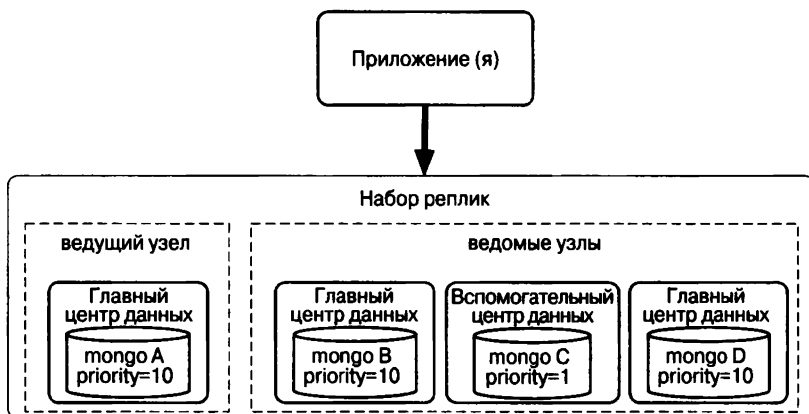 Приложение (я)
Набор реплик
ведущий узел
ведомые узлы
Главный
центр данных
mongo A
priority=10
Главный
центр данных
mongo B
priority=10
Вспомогательный
центр данных
mongo C
priority=1
Главный
центр данных
mongo D
priority=10